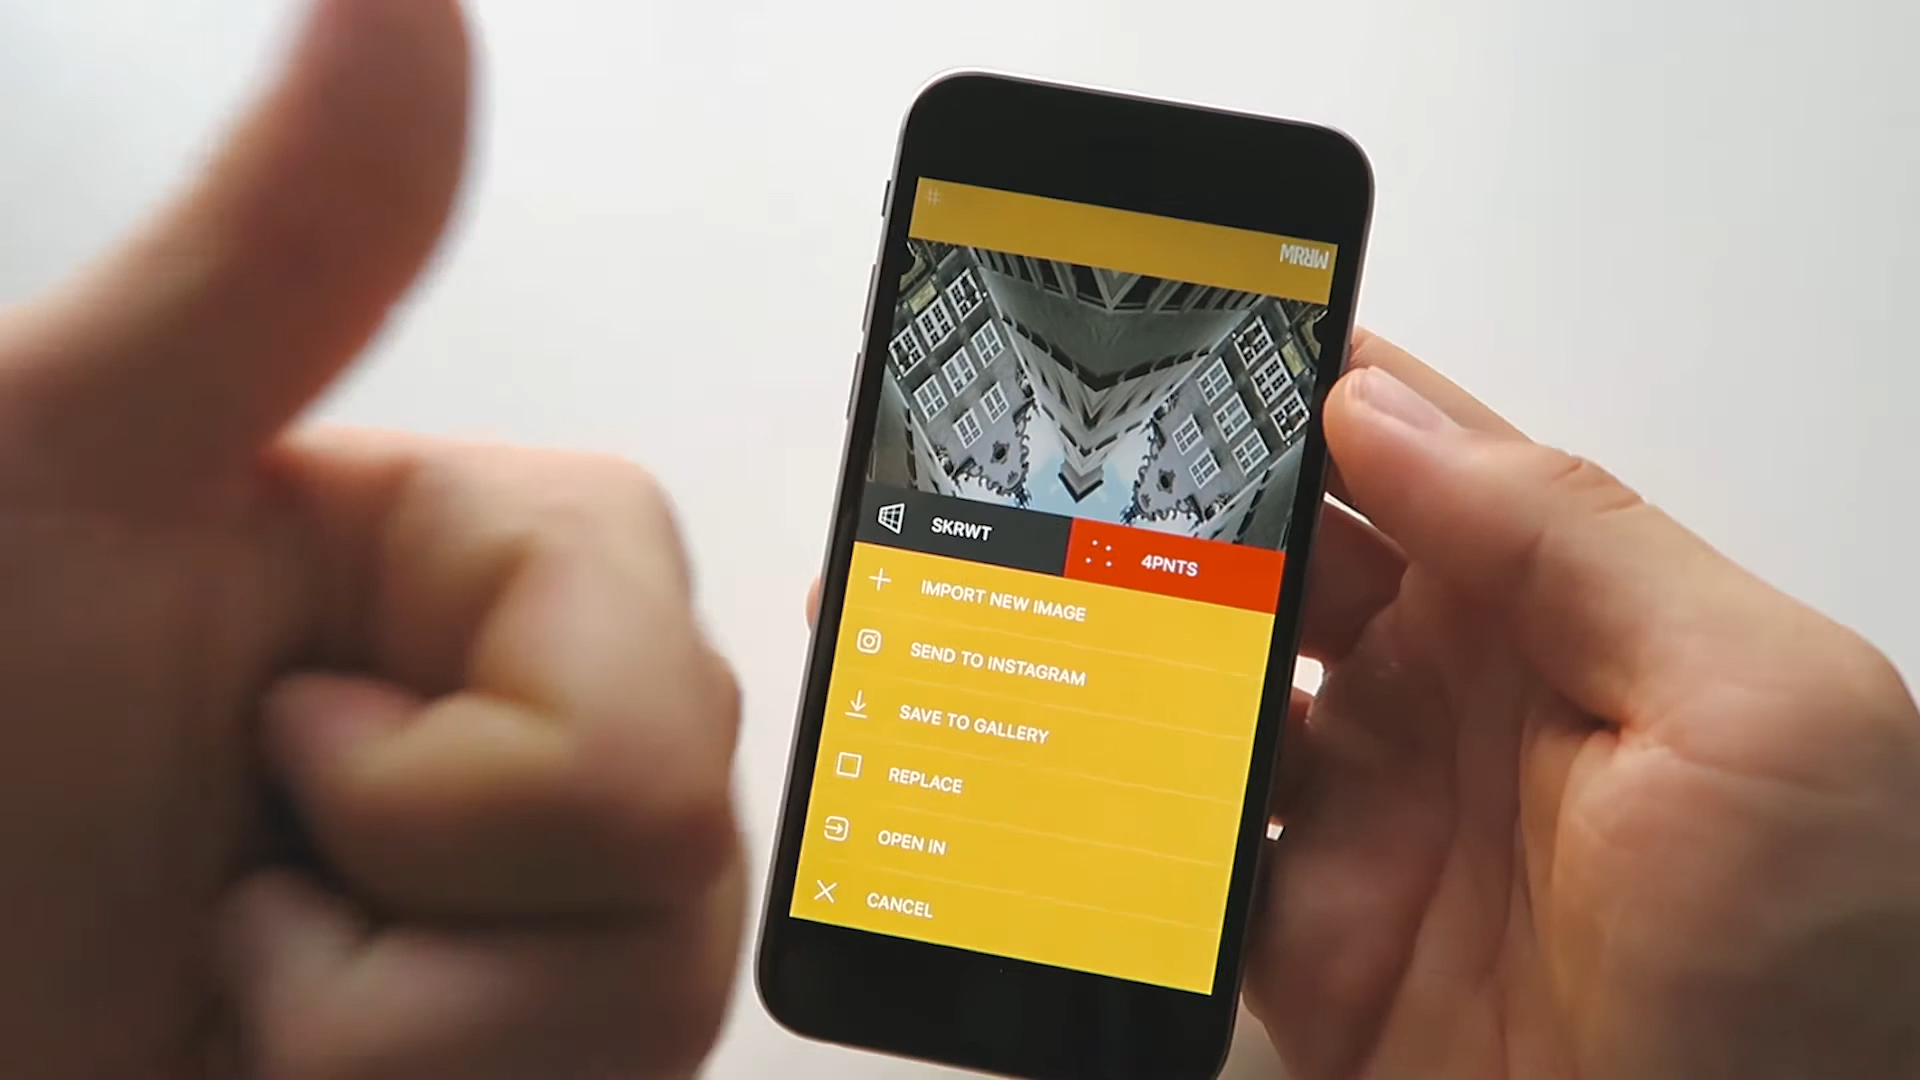 #
MRRW
SKRWT
4PNTS
IMPORT NEW IMAGE
SEND TO INSTAGRAM
SAVE TO GALLERY
REPLACE
OPEN IN
CANCEL